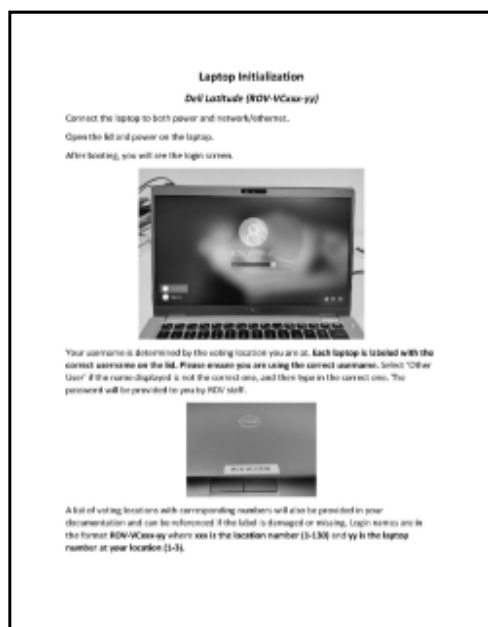 Laptop Initialization
Dell Latitude (ROV-VCxxx-yy)
Connect the laptop to both power and network/ethernet.
Open the lid and power on the laptop.
After booting, you will see the login screen.
Your username is determined by the voting location you are at. Each laptop is labeled with the
correct username on the lid. Please ensure you are using the correct username. Select "Other
User" if the name displayed is not the correct one, and then type in the correct one. The
password will be provided to you by ROV staff.
A list of voting locations with corresponding numbers will also be provided in your
documentation and can be referenced if the label is damaged or missing. Login names are in
the format ROV-VCxxx-yy where xxx is the location number (1-130) and yy is the laptop
number at your location (1-3).